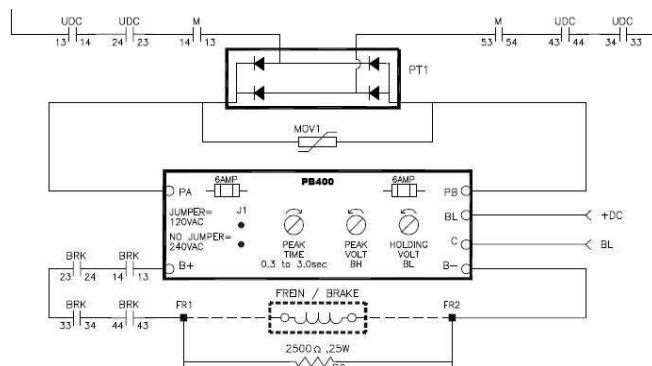 UDC UDC M M UDC UDC
13 14 24 23 14 13 53 54 43 44 34 33
PT1
MOV1
6AMP PB400 6AMP
PA PB
JUMPER= J1 BL +DC
120VAC
NO JUMPER= PEAK PEAK HOLDING C BL
240VAC TIME VOLT VOLT
B+ 0.3 to 3.0sec BH BL B-
BRK BRK
23 24 14 13
FREIN / BRAKE
BRK BRK FR1 FR2
33 34 44 43
2500Ω ,25W